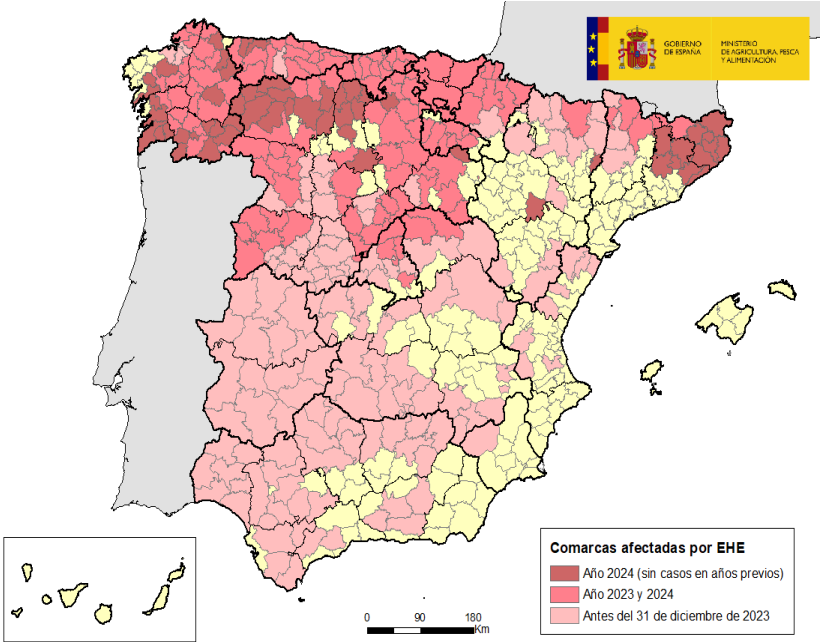 GOBIERNO
DE ESPAÑA
MINISTERIO
DE AGRICULTURA, PESCA
Y ALIMENTACIÓN
Comarcas afectadas por EHE
Año 2024 (sin casos en años previos)
Año 2023 y 2024
Antes del 31 de diciembre de 2023
0 90 180
Km